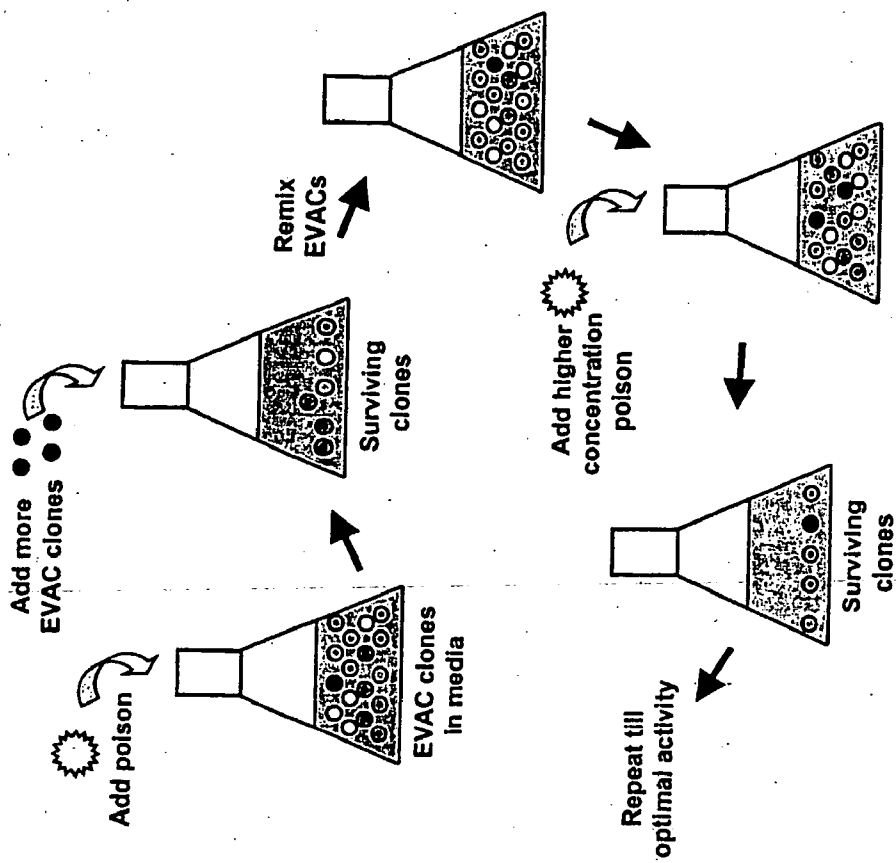 Add poison
EVAC clones
in media
Add more
EVAC clones
Surviving
clones
Remix
EVACs
Add higher
concentration
poison
Surviving
clones
Repeat till
optimal activity